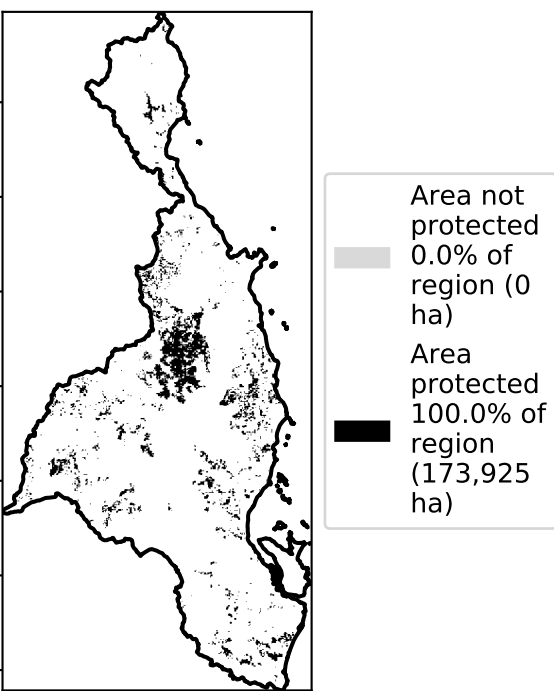 Area not
protected
0.0% of
region (0
ha)
Area
protected
100.0% of
region
(173,925
ha)